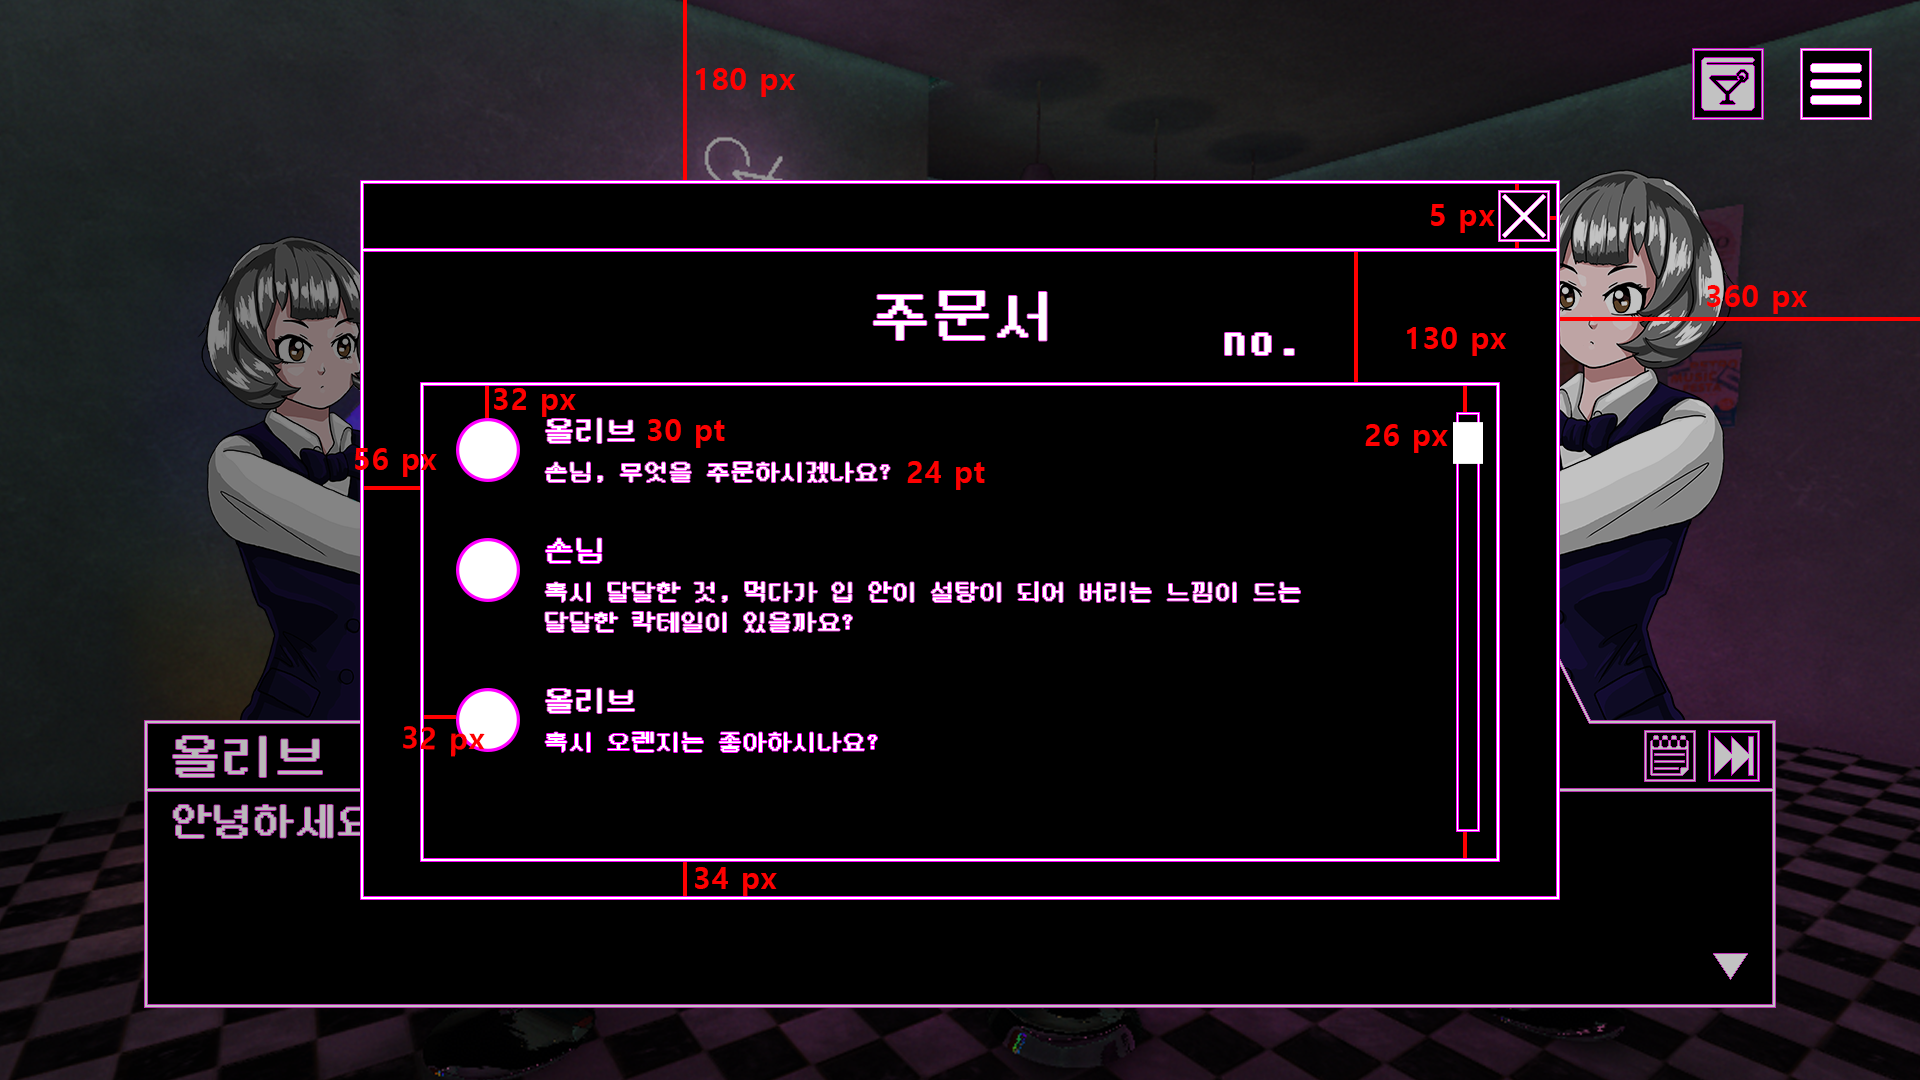 180 px
5 px
360 px
주문서
no.
130 px
32 px
올리브 30 pt
26 px
56 px
손님, 무엇을 주문하시겠나요? 24 pt
손님
혹시 달달한 것, 먹다가 입 안이 설탕이 되어 버리는 느낌이 드는
달달한 칵테일이 있을까요?
올리브
32 px
혹시 오렌지는 좋아하시나요?
올리브
안녕하세요
34 px